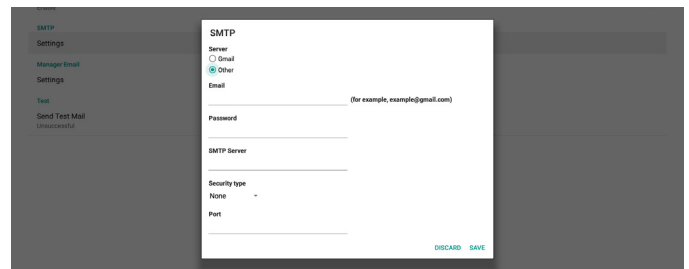 Enable
SMTP
Settings
Manager Email
Settings
Test
Send Test Mail
Unsuccessful
SMTP
Server
Gmail
Other
Email
(for example, example@gmail.com)
Password
SMTP Server
Security type
None
Port
DISCARD SAVE